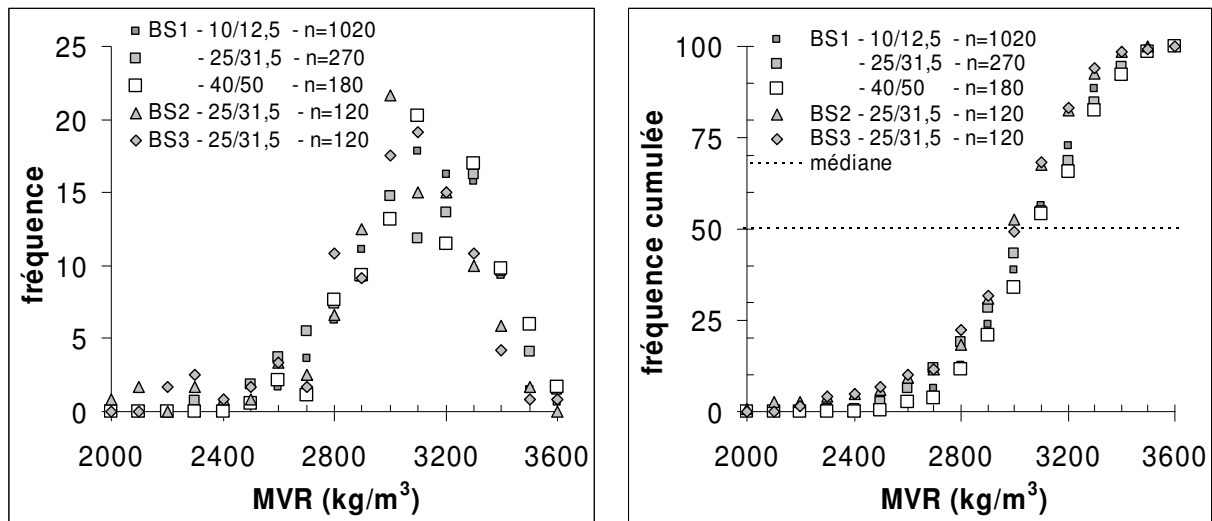 BS1 - 10/12,5 - n=1020
- 25/31,5 - n=270
- 40/50 - n=180
BS2 - 25/31,5 - n=120
BS3 - 25/31,5 - n=120
25
20
15
10
5
0
fréquence
2000 2400 2800 3200 3600
MVR (kg/m³)
BS1 - 10/12,5 - n=1020
- 25/31,5 - n=270
- 40/50 - n=180
BS2 - 25/31,5 - n=120
BS3 - 25/31,5 - n=120
médiane
100
75
50
25
0
fréquence cumulée
2000 2400 2800 3200 3600
MVR (kg/m³)